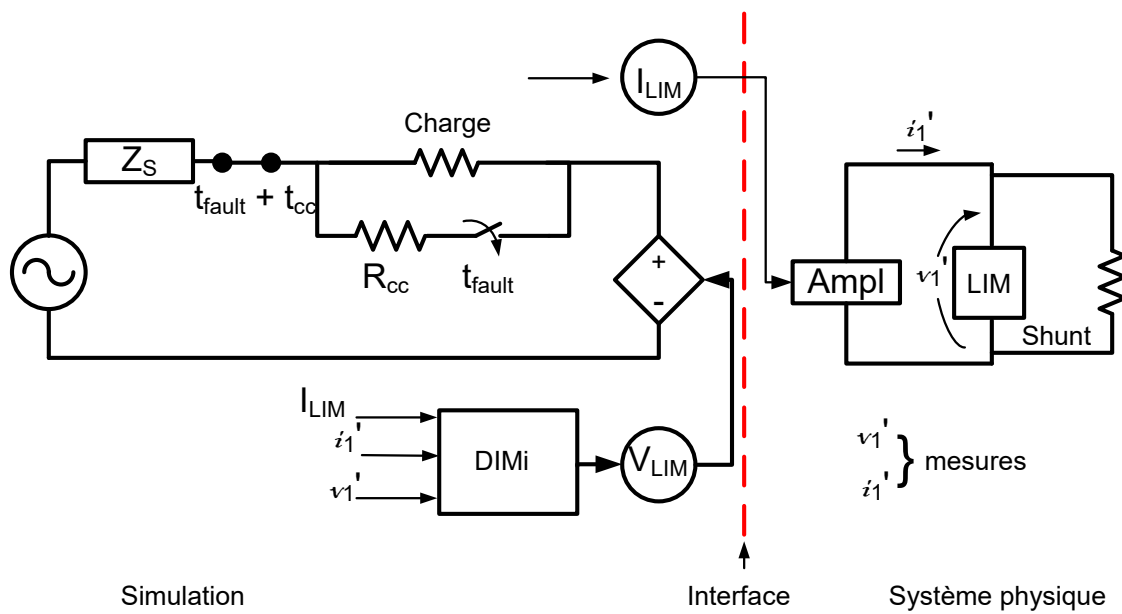 I_LIM
Charge
Z_S
t_fault + t_cc
R_cc
t_fault
+
-
i1'
Ampl
v1'
LIM
Shunt
I_LIM
i1'
v1'
DIMi
V_LIM
v1'
i1'
} mesures
Simulation
Interface
Système physique